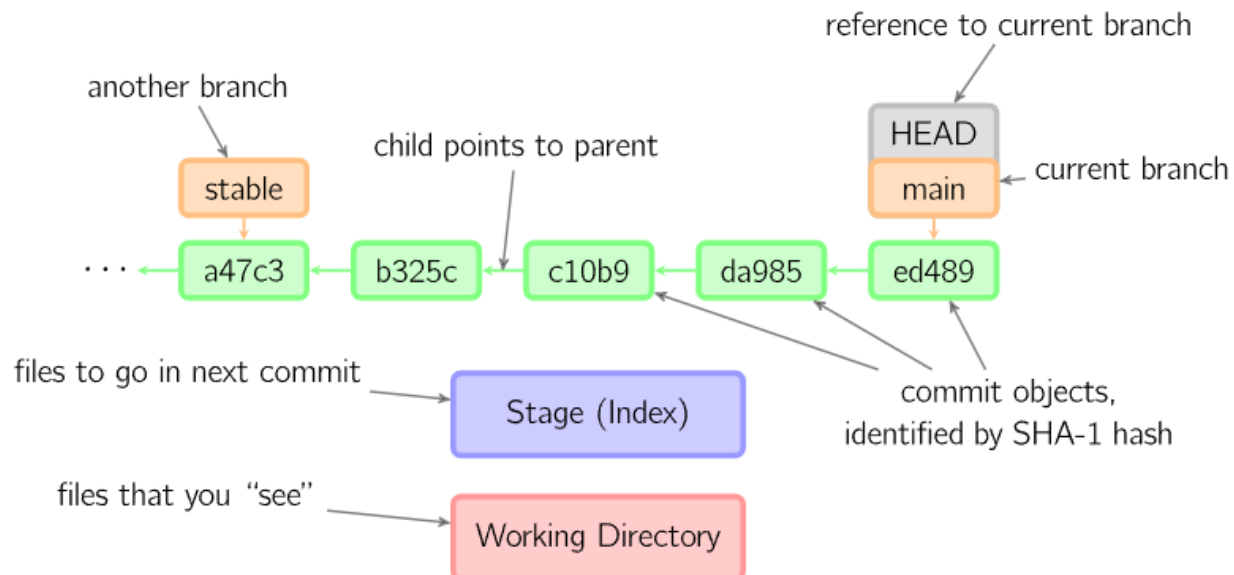 reference to current branch
another branch
HEAD
child points to parent
current branch
stable
main
...
a47c3
b325c
c10b9
da985
ed489
files to go in next commit
Stage (Index)
commit objects,
identified by SHA-1 hash
files that you “see”
Working Directory